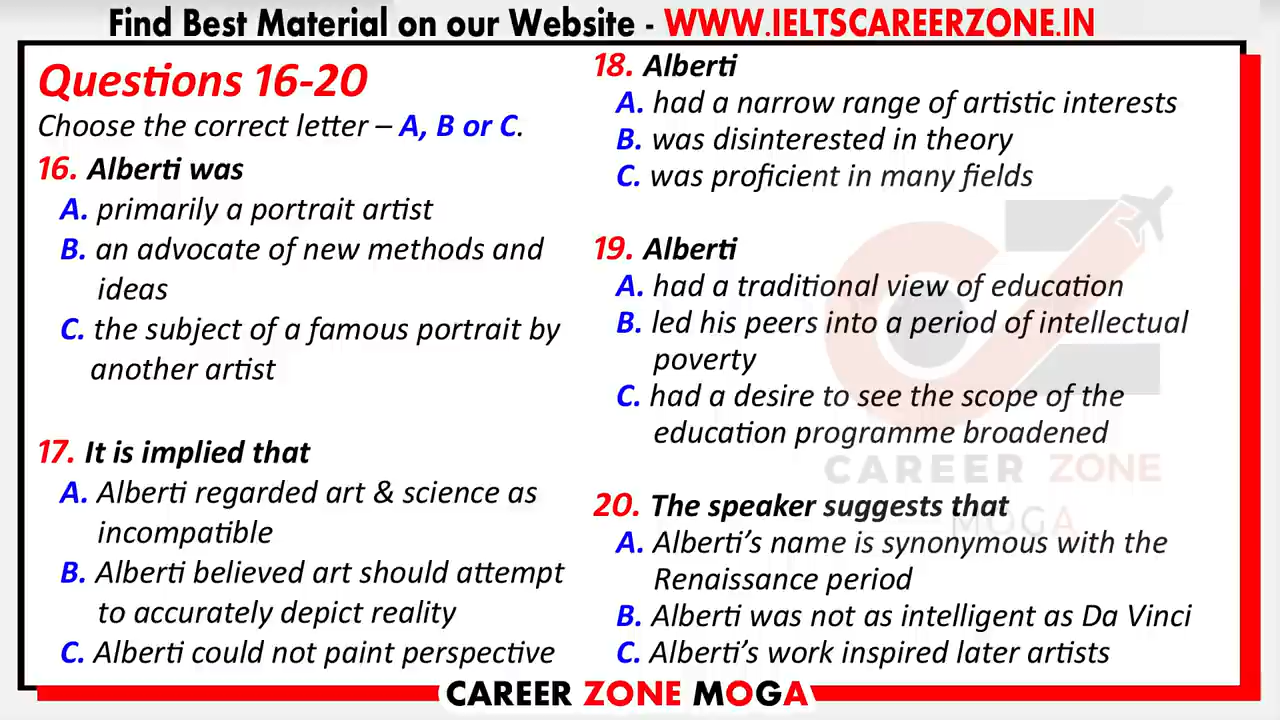 Find Best Material on our Website - WWW.IELTSCAREERZONE.IN
Questions 16-20
Choose the correct letter – A, B or C.
16. Alberti was
A. primarily a portrait artist
B. an advocate of new methods and
ideas
C. the subject of a famous portrait by
another artist
17. It is implied that
A. Alberti regarded art & science as
incompatible
B. Alberti believed art should attempt
to accurately depict reality
C. Alberti could not paint perspective
18. Alberti
A. had a narrow range of artistic interests
B. was disinterested in theory
C. was proficient in many fields
19. Alberti
A. had a traditional view of education
B. led his peers into a period of intellectual
poverty
C. had a desire to see the scope of the
education programme broadened
CAREER ZONE
MOGA
20. The speaker suggests that
A. Alberti’s name is synonymous with the
Renaissance period
B. Alberti was not as intelligent as Da Vinci
C. Alberti’s work inspired later artists
CAREER ZONE MOGA